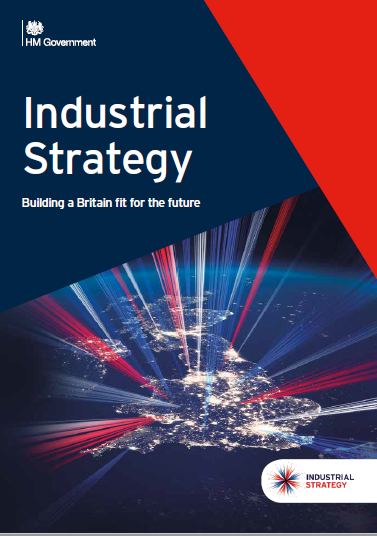 HM Government
Industrial
Strategy
Building a Britain fit for the future
INDUSTRIAL
STRATEGY